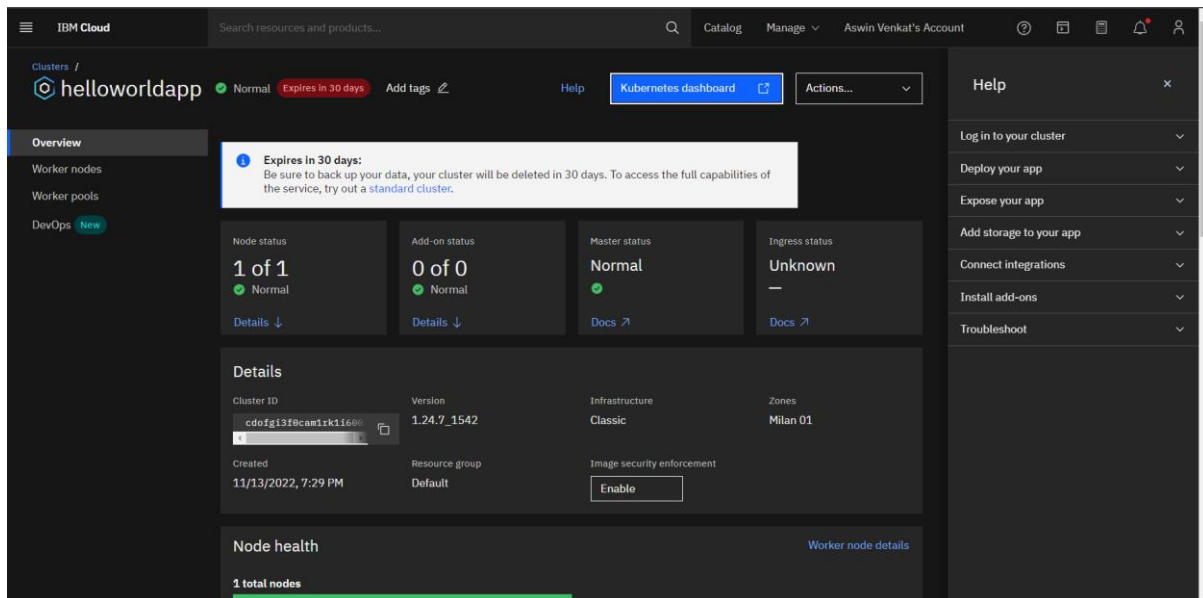 IBM Cloud
Search resources and products...
Catalog
Manage
Aswin Venkat's Account
Clusters /
helloworldapp
Normal
Expires in 30 days
Add tags
Help
Kubernetes dashboard
Actions...
Overview
Worker nodes
Worker pools
DevOps New
Expires in 30 days:
Be sure to back up your data, your cluster will be deleted in 30 days. To access the full capabilities of
the service, try out a standard cluster.
Node status
1 of 1
Normal
Details
Add-on status
0 of 0
Normal
Details
Master status
Normal
Docs
Ingress status
Unknown
—
Docs
Details
Cluster ID
Version
1.24.7_1542
Infrastructure
Classic
Zones
Milan 01
Created
11/13/2022, 7:29 PM
Resource group
Default
Image security enforcement
Enable
Node health
Worker node details
1 total nodes
Help
Log in to your cluster
Deploy your app
Expose your app
Add storage to your app
Connect integrations
Install add-ons
Troubleshoot